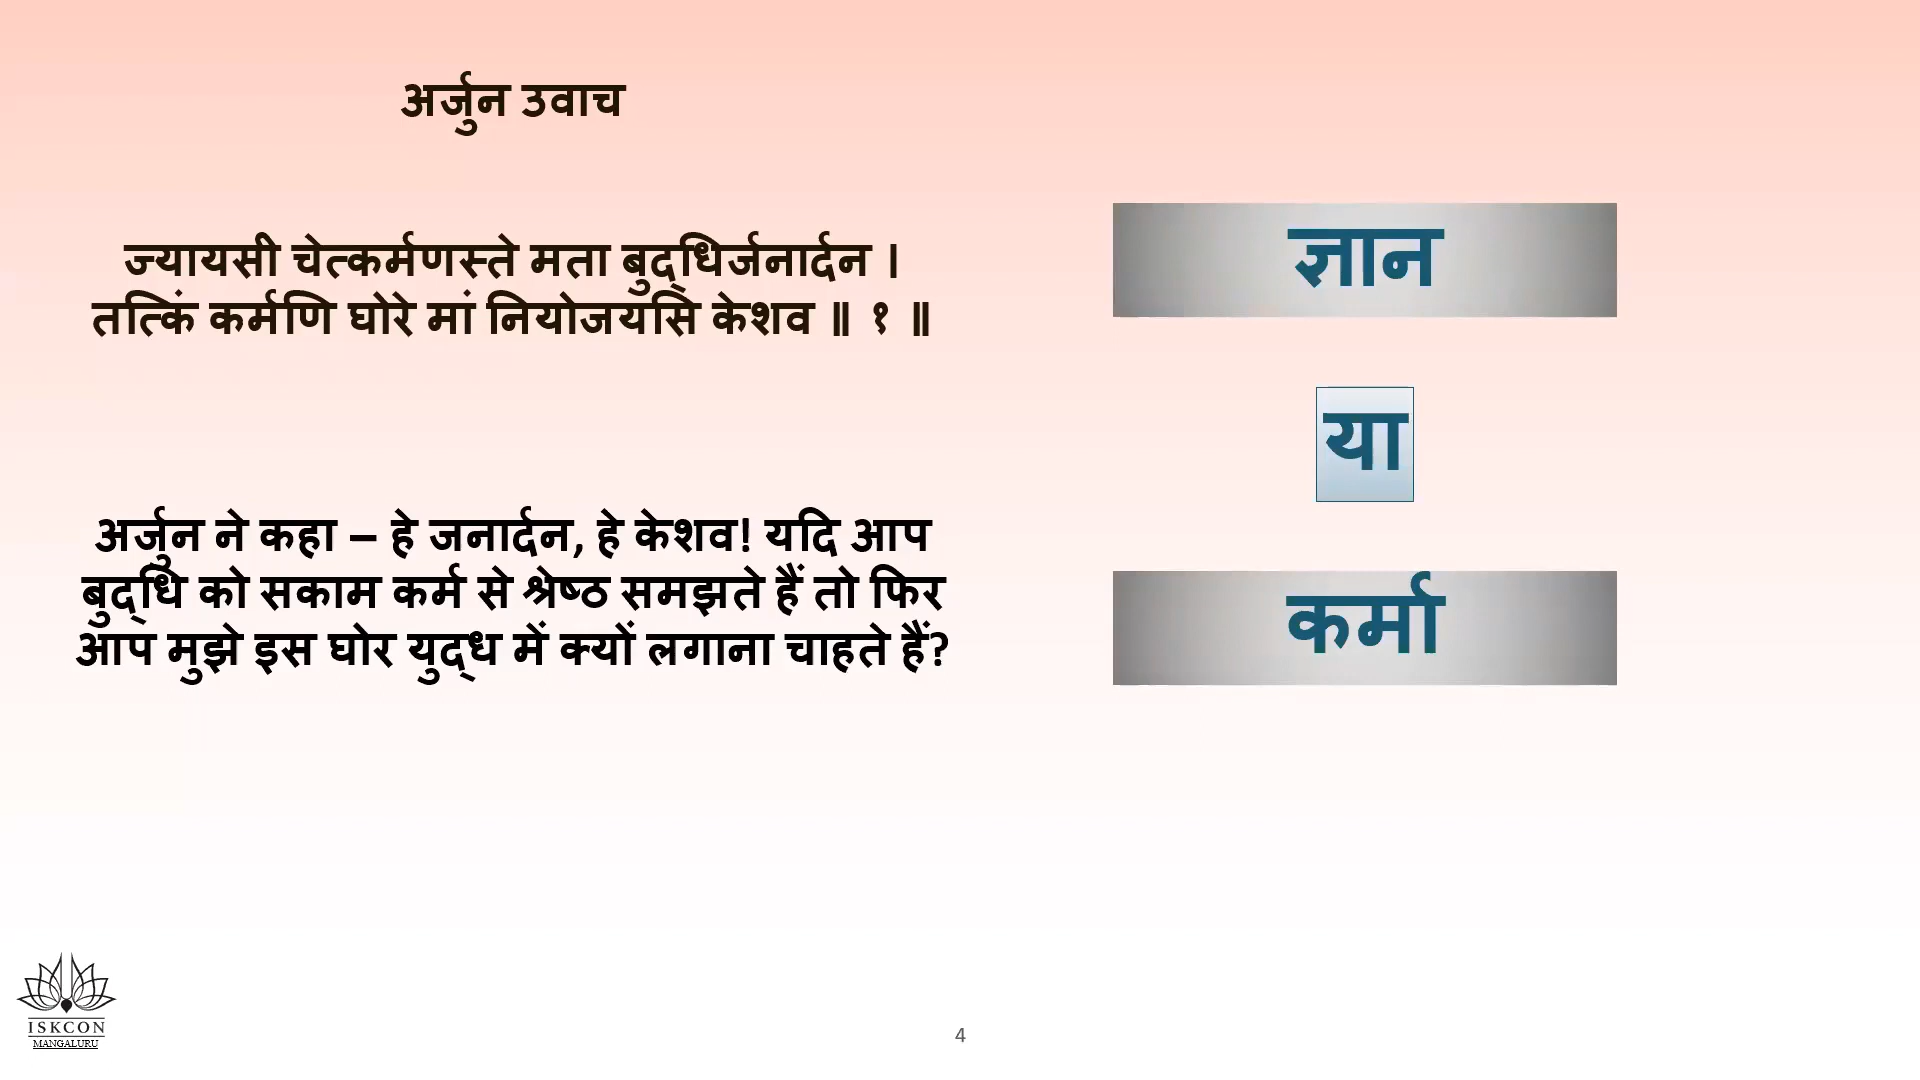 अर्जुन उवाच
ज्यायसी चेत्कर्मणस्ते मता बुद्धिर्जनार्दन ।
तत्किं कर्मणि घोरे मां नियोजयसि केशव ॥ १ ॥
अर्जुन ने कहा – हे जनार्दन, हे केशव! यदि आप
बुद्धि को सकाम कर्म से श्रेष्ठ समझते हैं तो फिर
आप मुझे इस घोर युद्ध में क्यों लगाना चाहते हैं?
ज्ञान
या
कर्मा
ISKCON
MANGALURU
4